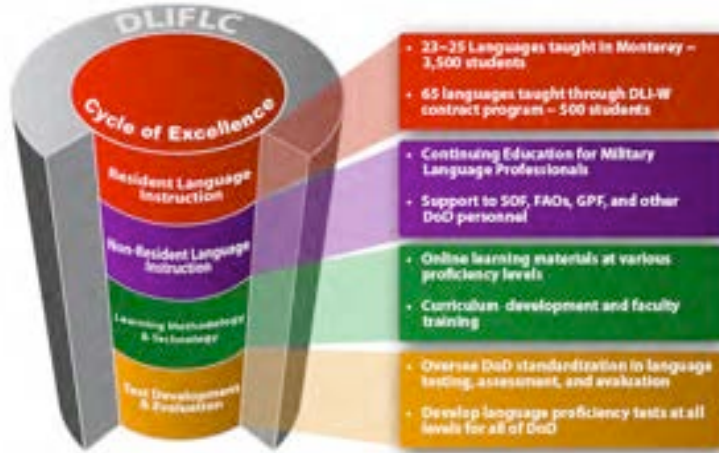 DLIFLC
Cycle of Excellence
Resident Language
Instruction
Non-Resident Language
Instruction
Learning Methodology
& Technology
Test Development
& Evaluation
• 23–25 Languages taught in Monterey –
3,500 students
• 65 languages taught through DLI-W
contract program – 500 students
• Continuing Education for Military
Language Professionals
• Support to SOF, FAOs, GPF, and other
DoD personnel
• Online learning materials at various
proficiency levels
• Curriculum development and faculty
training
• Oversee DoD standardization in language
testing, assessment, and evaluation
• Develop language proficiency tests at all
levels for all of DoD